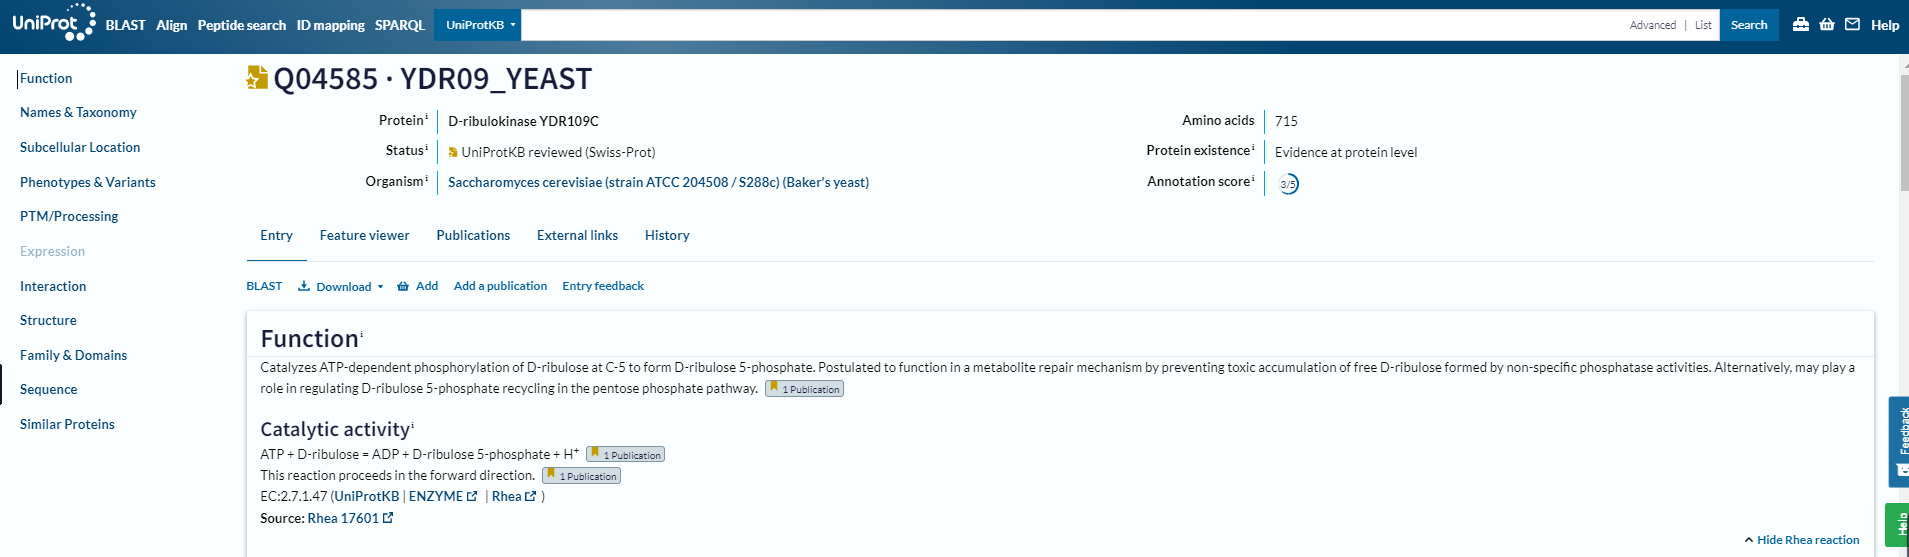 UniProt BLAST Align Peptide search ID mapping SPARQL UniProtKB Advanced | List Search Help
Function
Names & Taxonomy
Subcellular Location
Phenotypes & Variants
PTM/Processing
Expression
Interaction
Structure
Family & Domains
Sequence
Similar Proteins
Q04585 · YDR09_YEAST
Protein i D-ribulokinase YDR109C
Status i UniProtKB reviewed (Swiss-Prot)
Organism i Saccharomyces cerevisiae (strain ATCC 204508 / S288c) (Baker's yeast)
Amino acids 715
Protein existence i Evidence at protein level
Annotation score i 3/5
Entry Feature viewer Publications External links History
BLAST Download Add Add a publication Entry feedback
Function i
Catalyzes ATP-dependent phosphorylation of D-ribulose at C-5 to form D-ribulose 5-phosphate. Postulated to function in a metabolite repair mechanism by preventing toxic accumulation of free D-ribulose formed by non-specific phosphatase activities. Alternatively, may play a
role in regulating D-ribulose 5-phosphate recycling in the pentose phosphate pathway. 1 Publication
Catalytic activity i
ATP + D-ribulose = ADP + D-ribulose 5-phosphate + H+ 1 Publication
This reaction proceeds in the forward direction. 1 Publication
EC:2.7.1.47 (UniProtKB | ENZYME | Rhea )
Source: Rhea 17601
Hide Rhea reaction
Feedback
Help